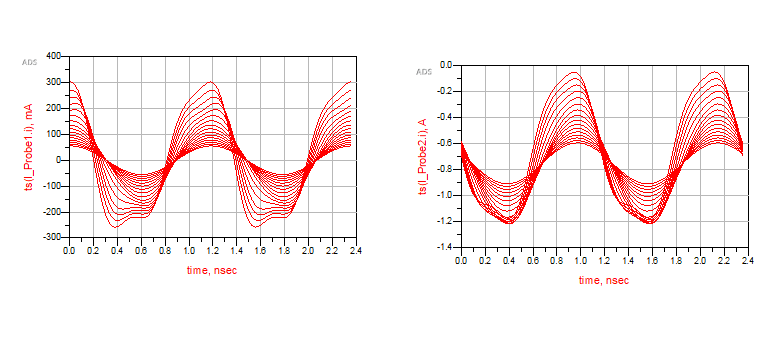 ADS
400
300
200
100
0
-100
-200
-300
ts(I_Probe1.i), mA
0.0 0.2 0.4 0.6 0.8 1.0 1.2 1.4 1.6 1.8 2.0 2.2 2.4
time, nsec
ADS
0.0
-0.2
-0.4
-0.6
-0.8
-1.0
-1.2
-1.4
ts(I_Probe2.i), A
0.0 0.2 0.4 0.6 0.8 1.0 1.2 1.4 1.6 1.8 2.0 2.2 2.4
time, nsec